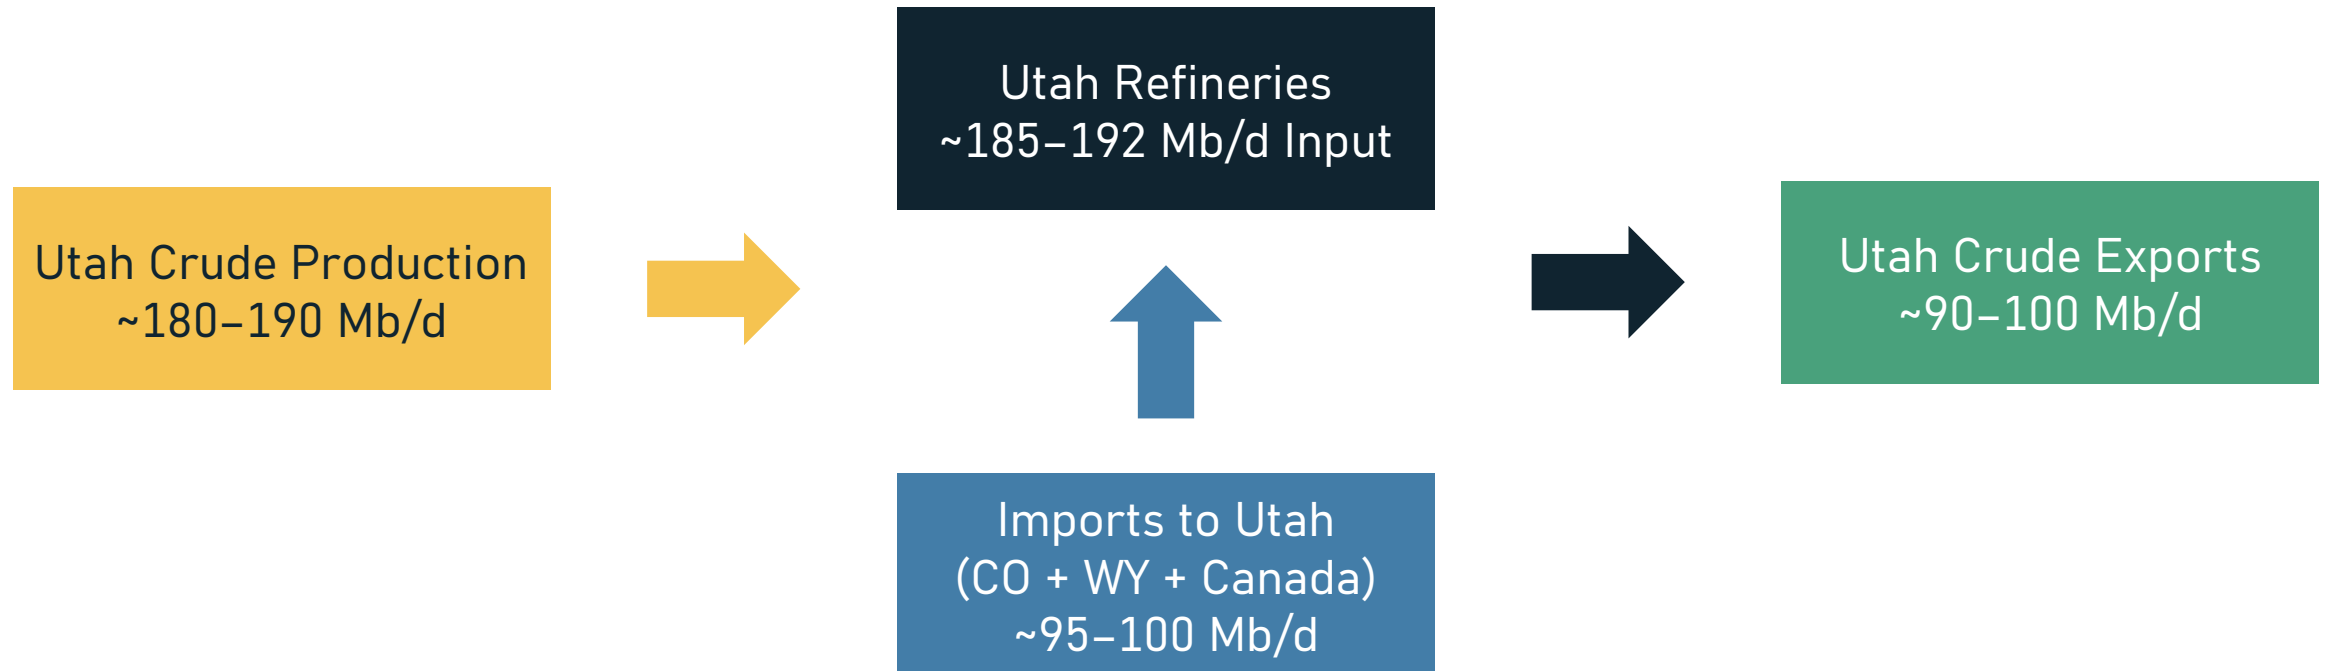 Utah Crude Production
~180–190 Mb/d
Utah Refineries
~185–192 Mb/d Input
Imports to Utah
(CO + WY + Canada)
~95–100 Mb/d
Utah Crude Exports
~90–100 Mb/d